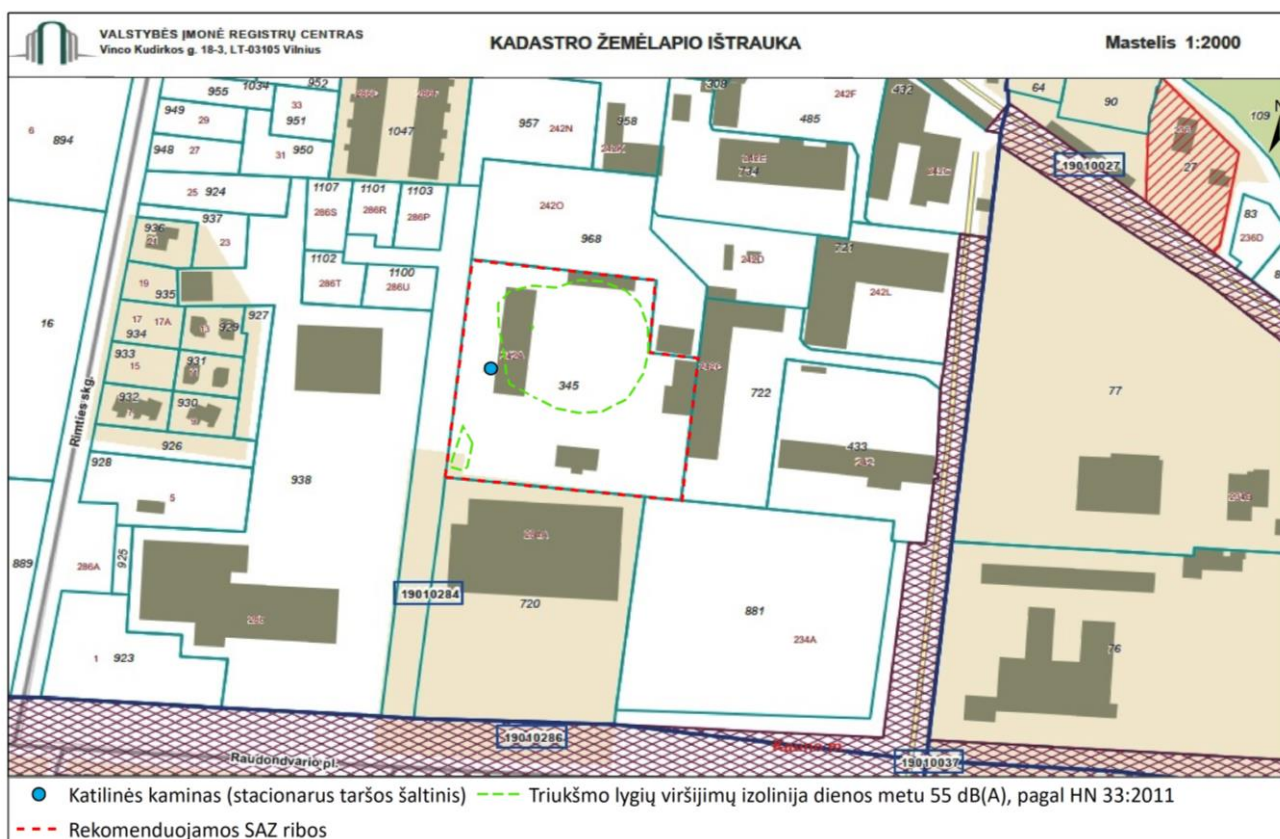 VALSTYBĖS ĮMONĖ REGISTRŲ CENTRAS
Vinco Kudirkos g. 18-3, LT-03105 Vilnius
KADASTRO ŽEMĖLAPIO IŠTRAUKA
Mastelis 1:2000
955 1034 952 308 432 64
949 29 33 951 1047 957 242N 958 485 242F 90 109
6 894 19010027
948 27 31 950 27
25 924 1107 1101 1103 83
286S 286R 286P 242O 236D
936 937 968
23 1102 1100 242D
19 286T 286U 242L
935
16 17 17A 934 929 927
933 15 931 345 77
932 930 722
926 433
928 938
5
889 925
286A 19010284 720 881 76
234A
1 923
Rimties skg.
19010286
Raudondvario pl. 19010037
Katilinės kaminas (stacionarus taršos šaltinis) Triukšmo lygių viršijimų izolinija dienos metu 55 dB(A), pagal HN 33:2011
Rekomenduojamos SAZ ribos